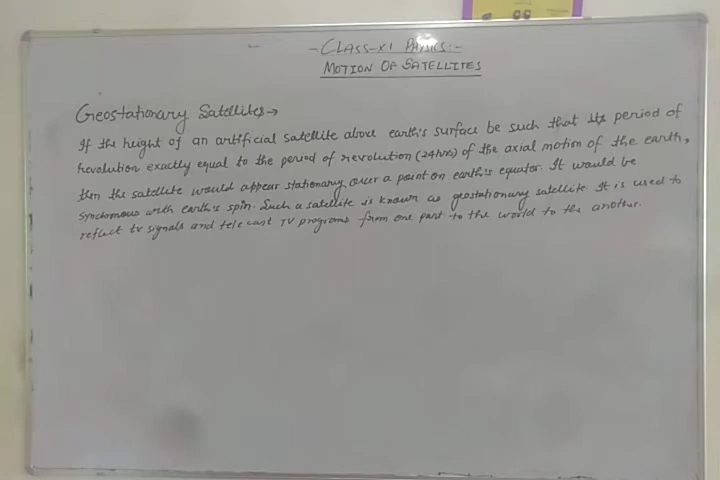 -CLASS-XI PHYSICS:-
MOTION OF SATELLITES
Geostationary Satellites→
If the height of an artificial satellite above earth's surface be such that its period of
revolution exactly equal to the period of revolution (24hrs) of the axial motion of the earth,
then the satellite would appear stationary over a point on earth's equator. It would be
synchronous with earth's spin. Such a satellite is known as geostationary satellite. It is used to
reflect tv signals and tele cast TV programs from one part to the world to the another.